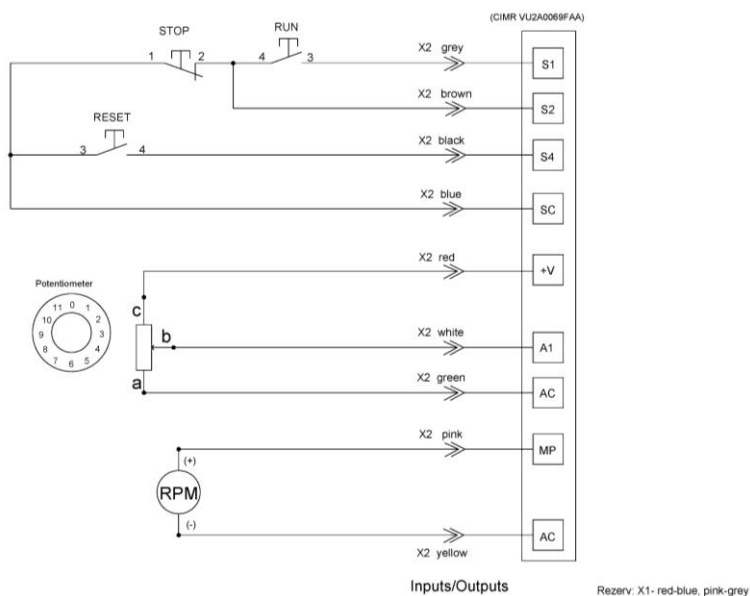 (CIMR VU2A0069FAA)
STOP
RUN
1 2 4 3
X2 grey
S1
X2 brown
S2
RESET
3 4
X2 black
S4
X2 blue
SC
X2 red
+V
Potentiometer
11 0 1 2 3 4 5 6 7 8 9 10
c
b
a
X2 white
A1
X2 green
AC
X2 pink
MP
(+)
RPM
(-)
X2 yellow
AC
Inputs/Outputs
Rezerv: X1- red-blue, pink-grey